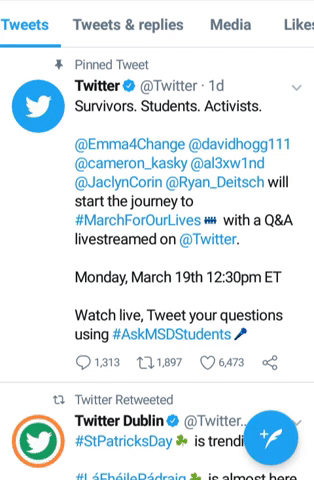 Tweets Tweets & replies Media Likes
Pinned Tweet
Twitter @Twitter · 1d
Survivors. Students. Activists.
@Emma4Change @davidhogg111
@cameron_kasky @al3xw1nd
@JaclynCorin @Ryan_Deitsch will
start the journey to
#MarchForOurLives with a Q&A
livestreamed on @Twitter.
Monday, March 19th 12:30pm ET
Watch live, Tweet your questions
using #AskMSDStudents
1,313 1,897 6,473
Twitter Retweeted
Twitter Dublin @Twitter..
#StPatricksDay ☘ is trendi
#LáFhéilePádraig ☘ is almost here